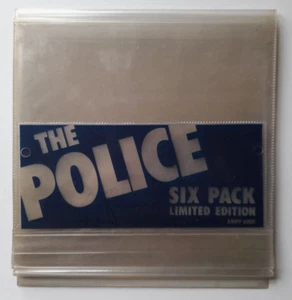 THE
POLICE
SIX PACK
LIMITED EDITION